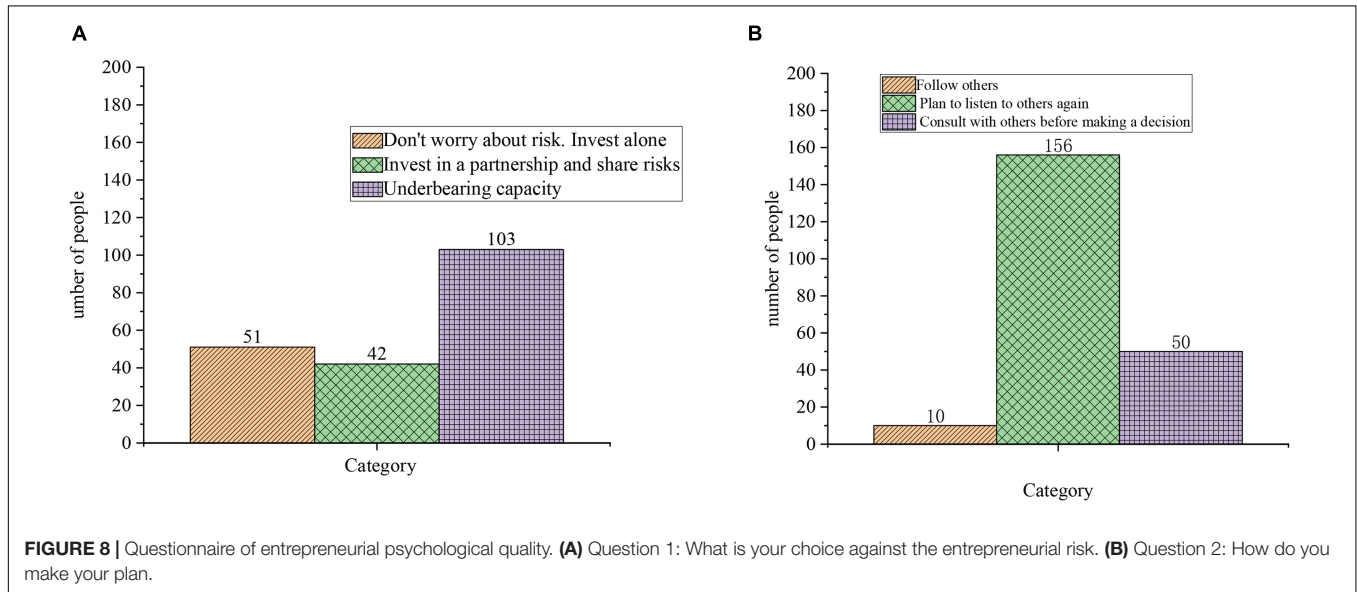 A
200
180
160
140
120
100
80
60
40
20
0
umber of people
Don't worry about risk. Invest alone
Invest in a partnership and share risks
Underbearing capacity
51
42
103
Category
B
200
180
160
140
120
100
80
60
40
20
0
number of people
Follow others
Plan to listen to others again
Consult with others before making a decision
10
156
50
Category
FIGURE 8 | Questionnaire of entrepreneurial psychological quality. (A) Question 1: What is your choice against the entrepreneurial risk. (B) Question 2: How do you
make your plan.